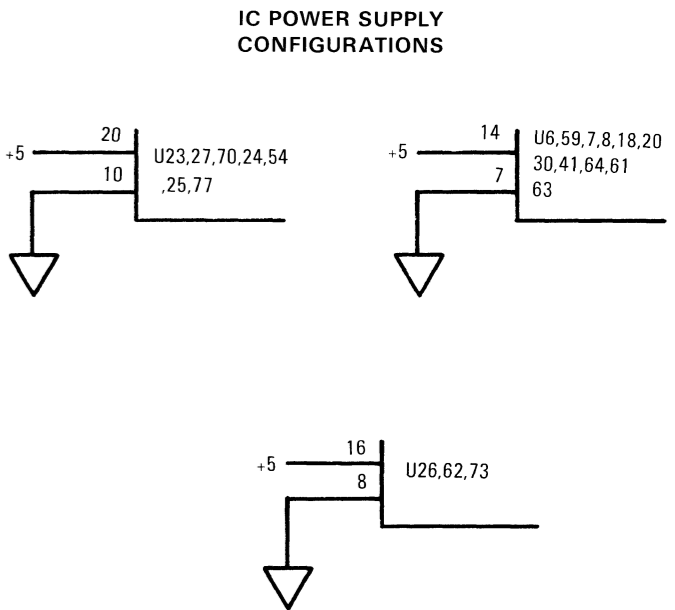 IC POWER SUPPLY
CONFIGURATIONS
20
+5
U23,27,70,24,54
10
,25,77
14
U6,59,7,8,18,20
+5
30,41,64,61
7
63
16
+5
U26,62,73
8